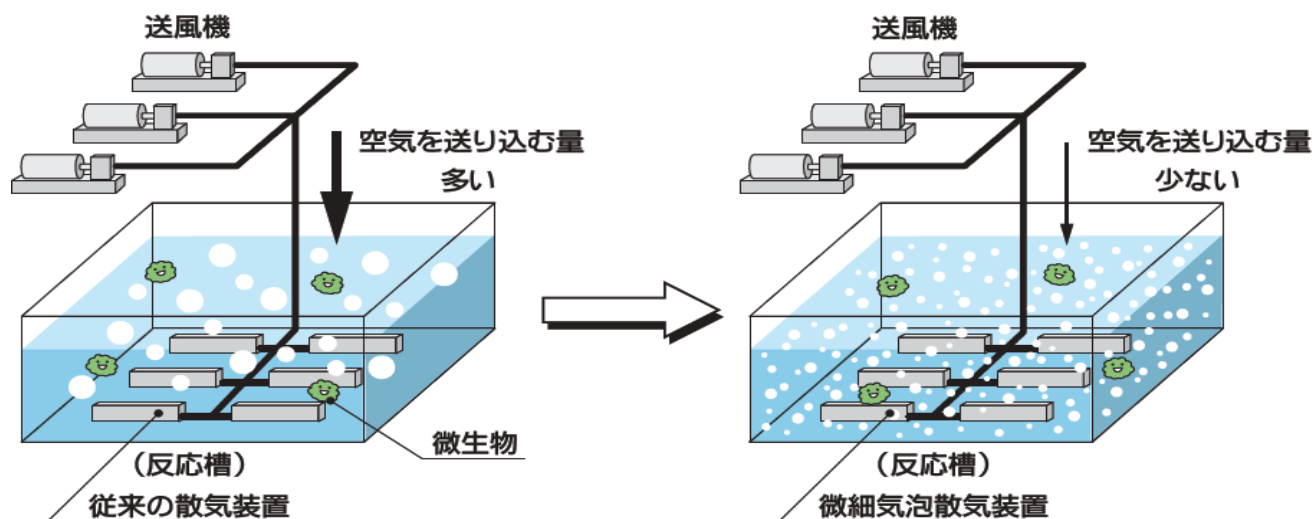 送風機
空気を送り込む量
多い
微生物
（反応槽）
従来の散気装置
送風機
空気を送り込む量
少ない
（反応槽）
微細気泡散気装置